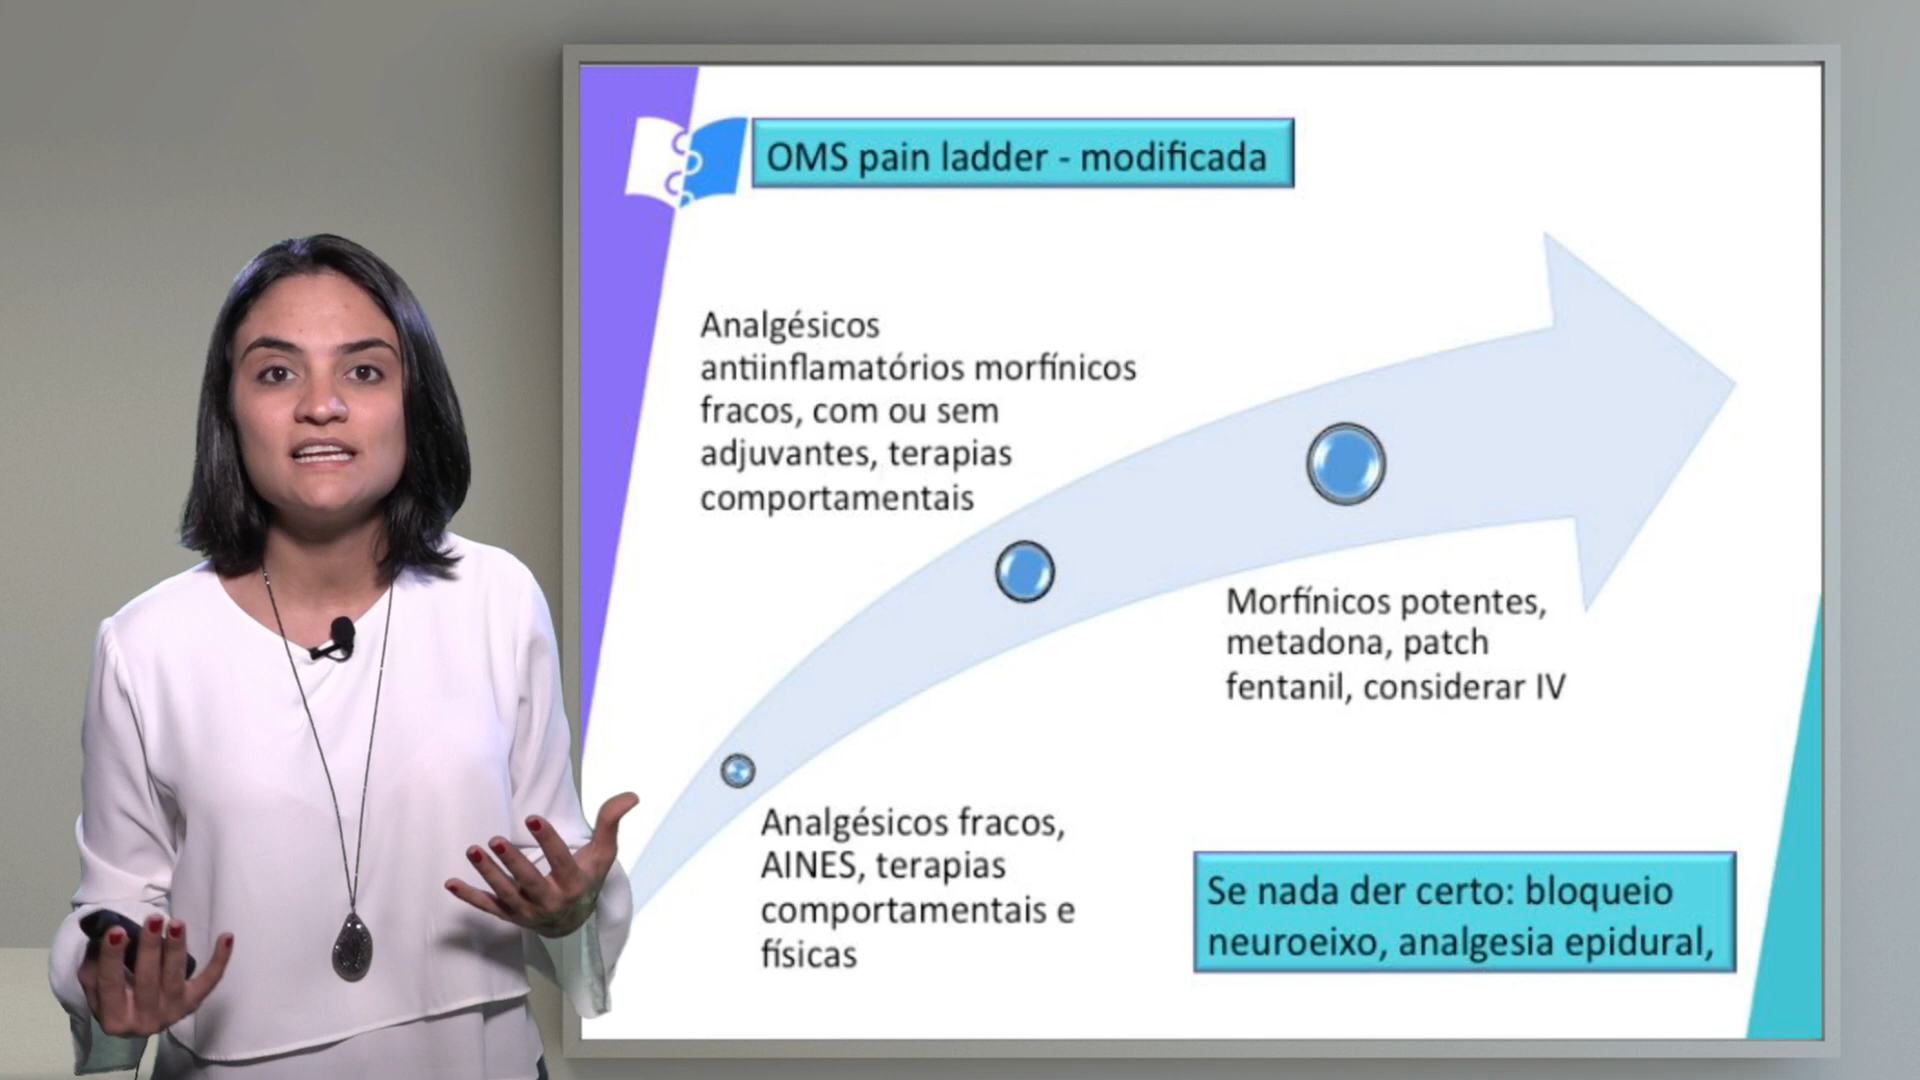 OMS pain ladder - modificada
Analgésicos
antiinflamatórios morfínicos
fracos, com ou sem
adjuvantes, terapias
comportamentais
Morfínicos potentes,
metadona, patch
fentanil, considerar IV
Analgésicos fracos,
AINES, terapias
comportamentais e
físicas
Se nada der certo: bloqueio
neuroeixo, analgesia epidural,